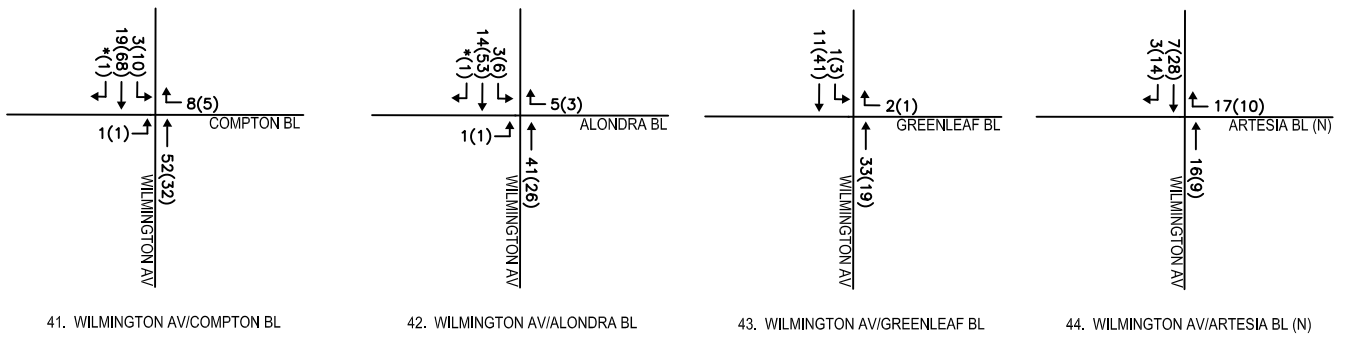 3(10)
19(68)
*(1)
8(5)
COMPTON BL
1(1)
52(32)
WILMINGTON AV
41. WILMINGTON AV/COMPTON BL
3(6)
14(53)
*(1)
5(3)
ALONDRA BL
1(1)
41(26)
WILMINGTON AV
42. WILMINGTON AV/ALONDRA BL
1(3)
11(41)
2(1)
GREENLEAF BL
33(19)
WILMINGTON AV
43. WILMINGTON AV/GREENLEAF BL
7(28)
3(14)
17(10)
ARTESIA BL (N)
16(9)
WILMINGTON AV
44. WILMINGTON AV/ARTESIA BL (N)